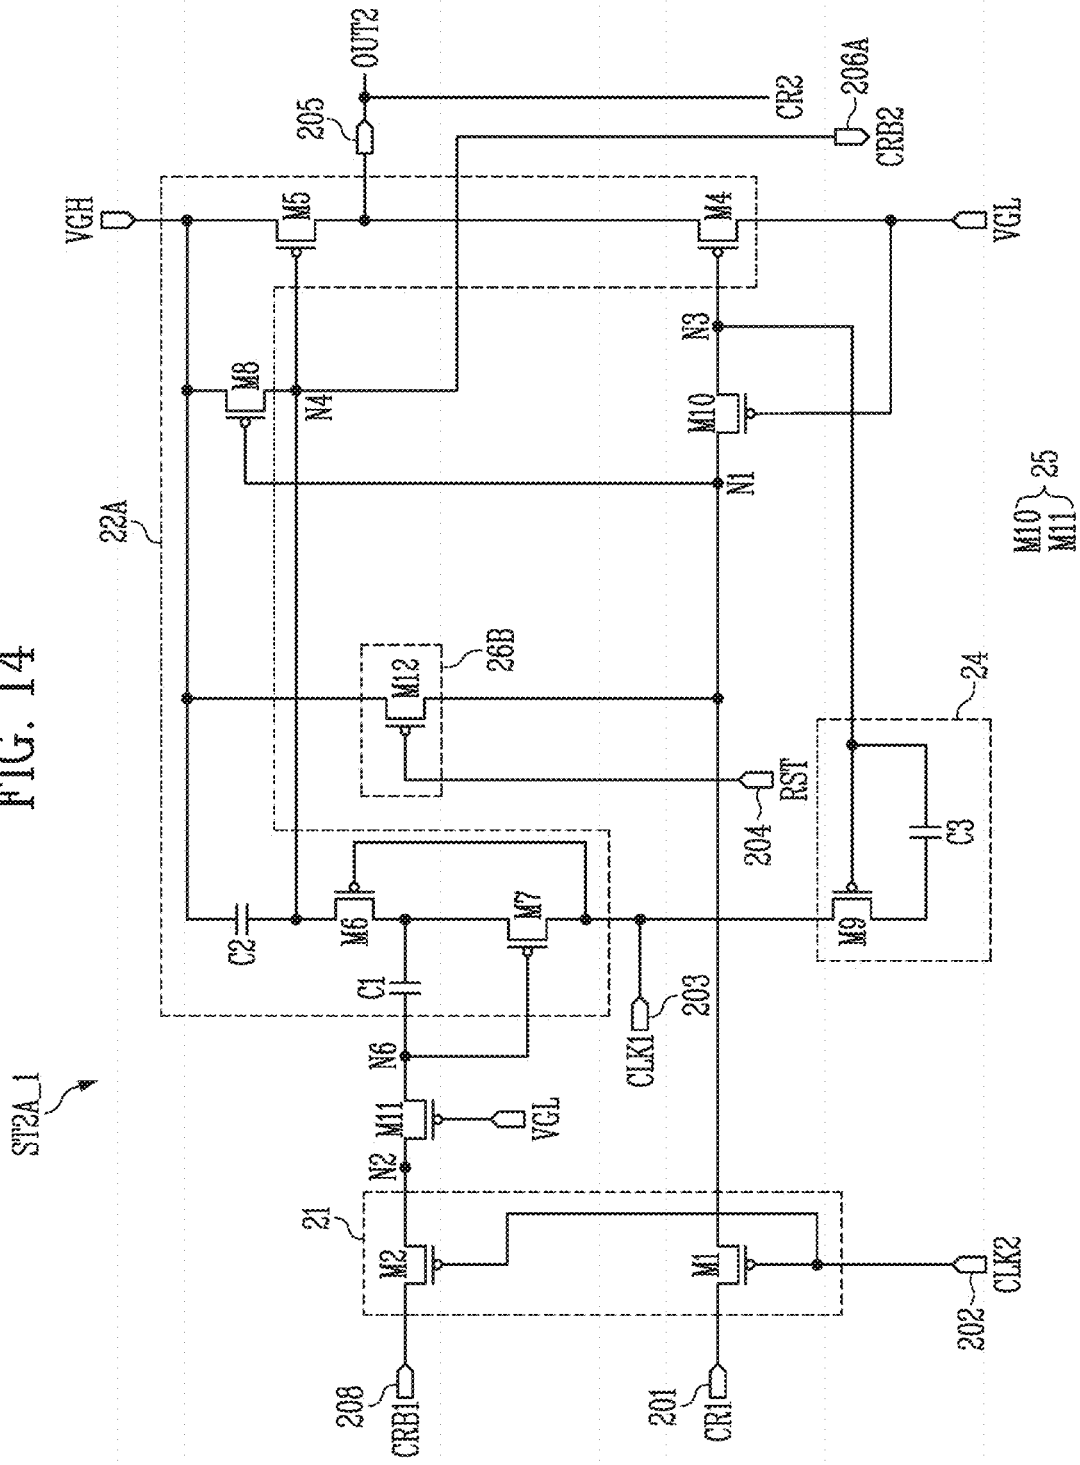 FIG. 14
ST2A_1
22A
VGH
205
OUT2
M5
M8
N4
C2
M6
C1
M7
N6
M12
26B
RST
204
M11
N2
VGL
21
M2
208
CRB1
CLK1
203
M1
201
CR1
202
CLK2
N1
M10
N3
M4
VGL
CR2
206A
CRB2
M9
C3
24
M10
M11
25